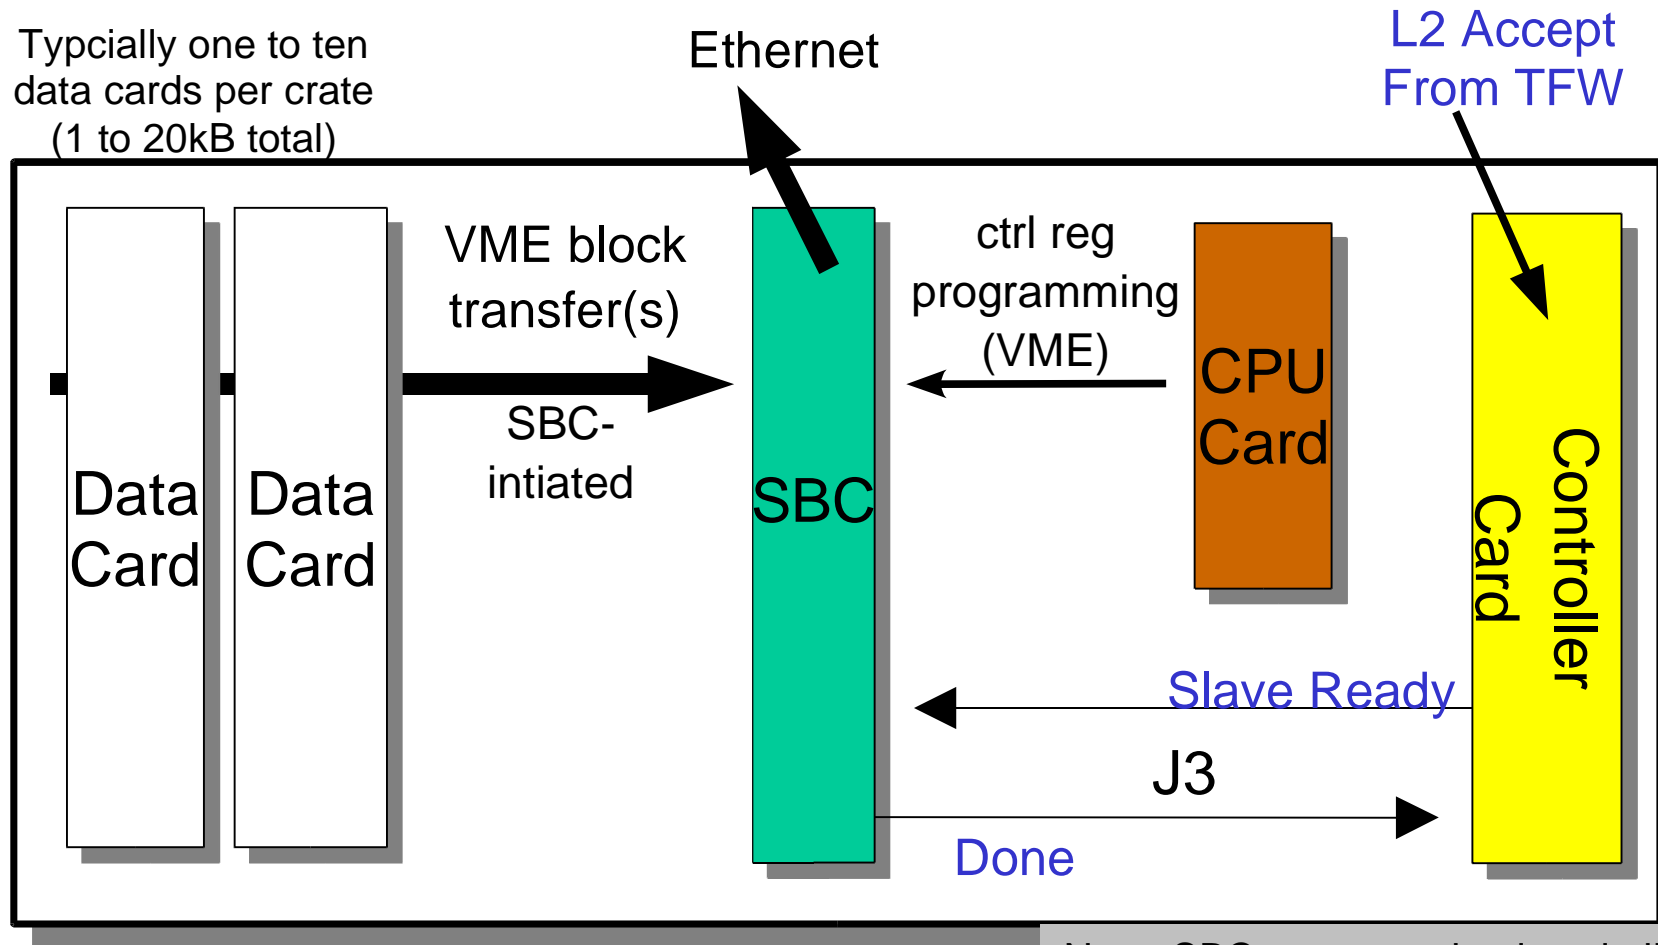 Typcially one to ten
data cards per crate
(1 to 20kB total)
Ethernet
L2 Accept
From TFW
VME block
transfer(s)
SBC-
intiated
ctrl reg
programming
(VME)
Data
Card
Data
Card
SBC
CPU
Card
Controller
Card
Slave Ready
J3
Done